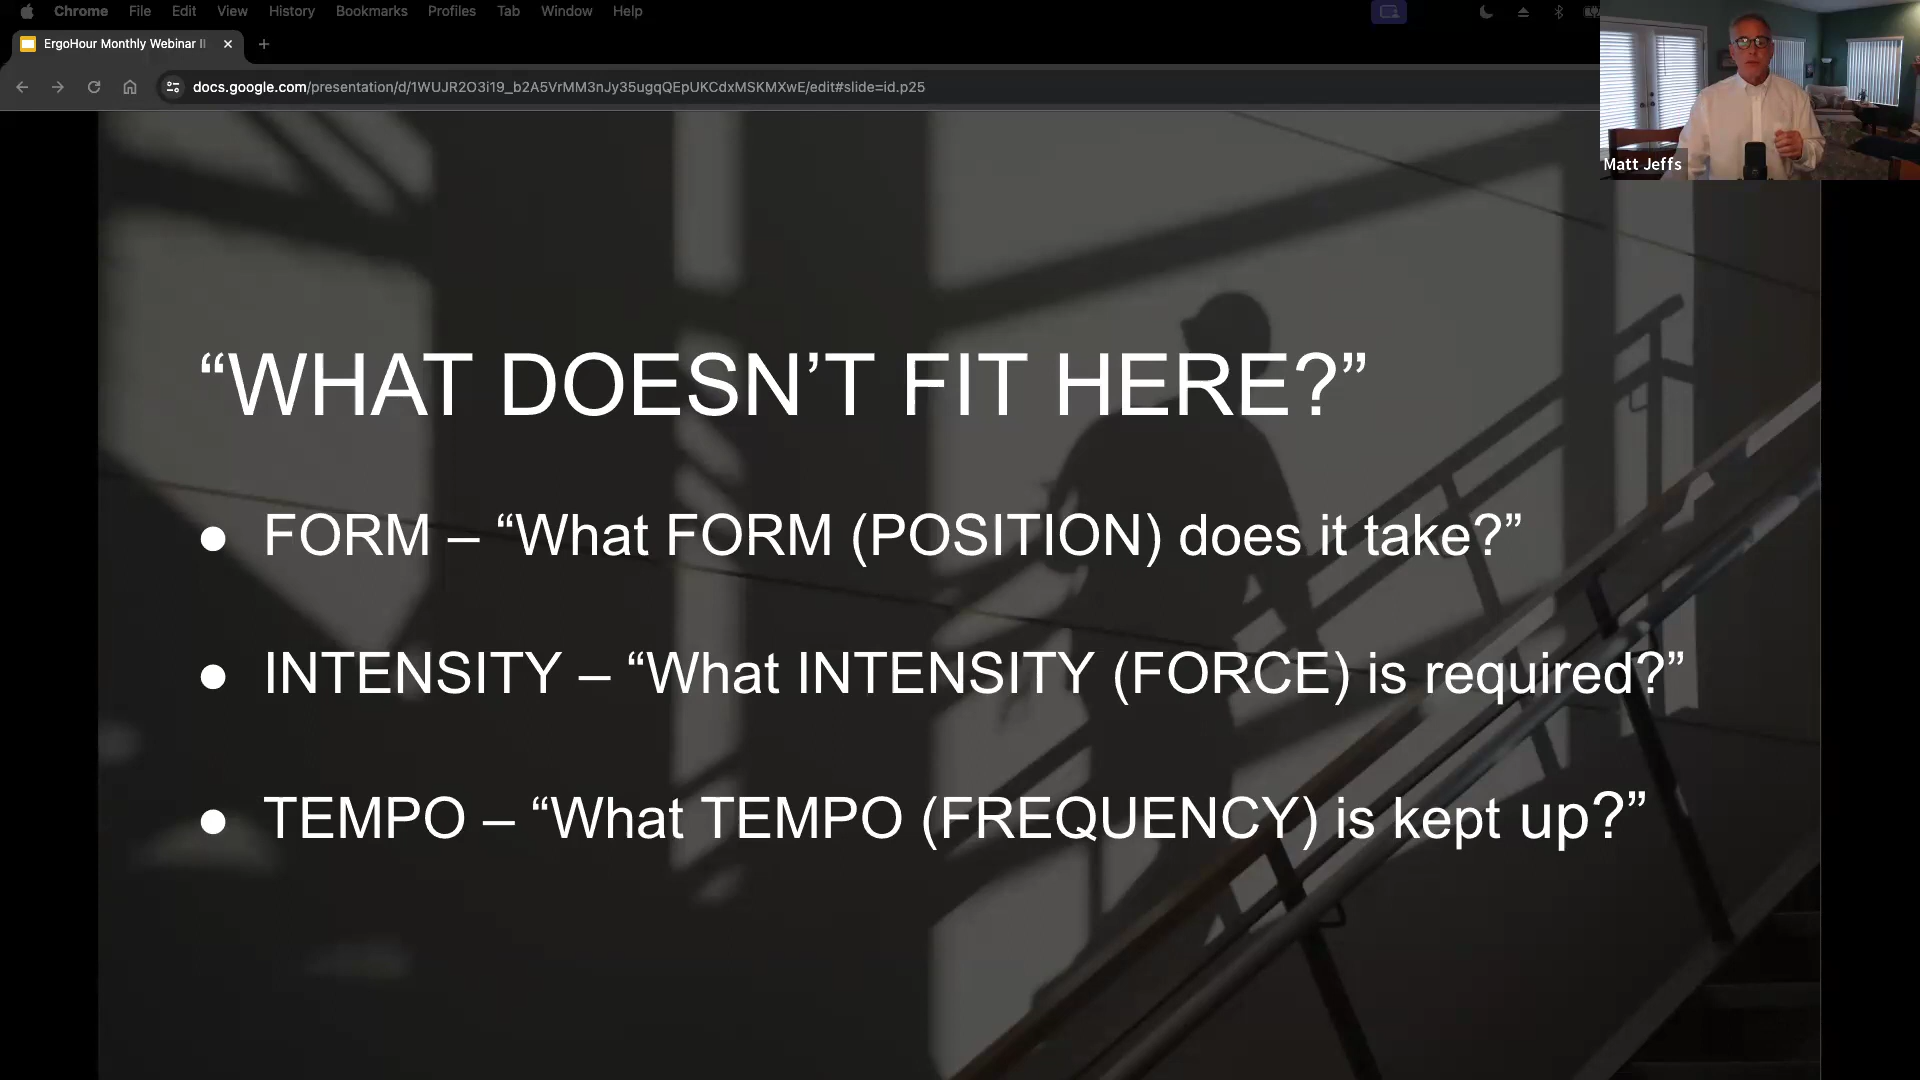 Chrome File Edit View History Bookmarks Profiles Tab Window Help
ErgoHour Monthly Webinar II
docs.google.com/presentation/d/1WUJR2O3i19_b2A5VrMM3nJy35ugqQEpUKCdxMSKMXwE/edit#slide=id.p25
Matt Jeffs
“WHAT DOESN’T FIT HERE?”
● FORM – “What FORM (POSITION) does it take?”
● INTENSITY – “What INTENSITY (FORCE) is required?”
● TEMPO – “What TEMPO (FREQUENCY) is kept up?”